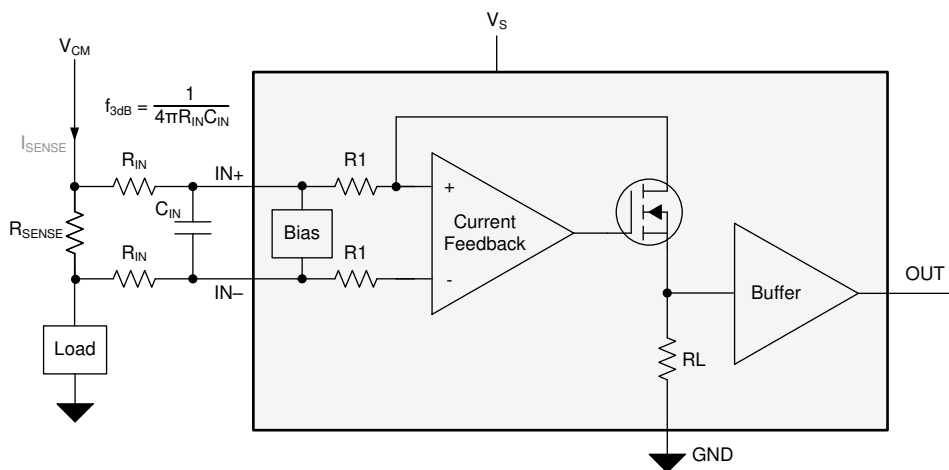 V_S
V_CM
f_3dB = 1 / 4πR_IN C_IN
I_SENSE
R_IN
IN+
R1
C_IN
+
Current
Feedback
R_SENSE
Bias
R_IN
IN–
R1
-
OUT
Buffer
Load
RL
GND